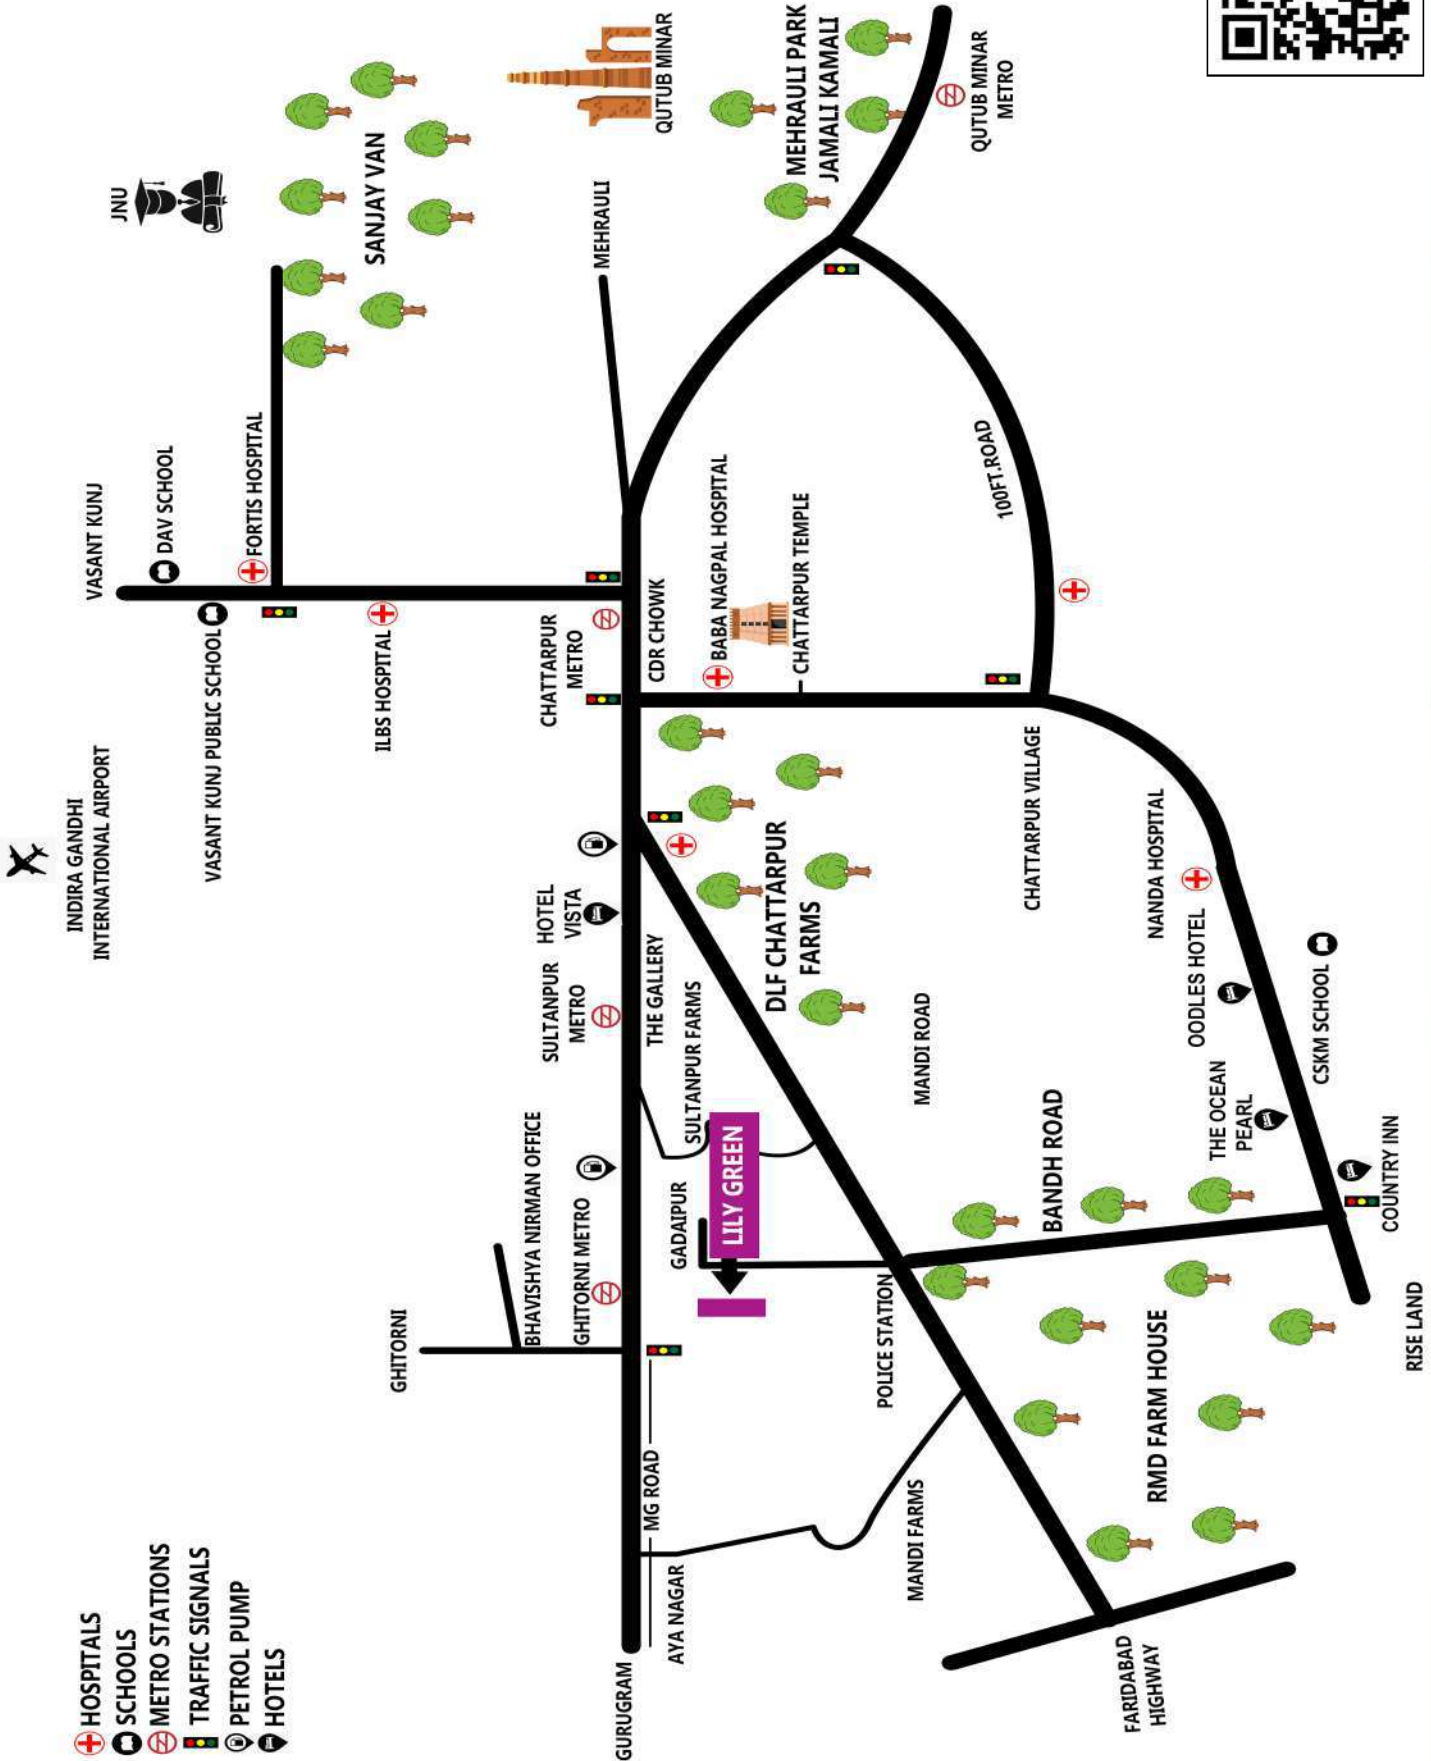 HOSPITALS
SCHOOLS
METRO STATIONS
TRAFFIC SIGNALS
PETROL PUMP
HOTELS
INDIRA GANDHI
INTERNATIONAL AIRPORT
VASANT KUNJ
DAV SCHOOL
JNU
VASANT KUNJ PUBLIC SCHOOL
FORTIS HOSPITAL
SANJAY VAN
ILBS HOSPITAL
GHITORNI
BHAVISHYA NIRMAN OFFICE
GHITORNI METRO
SULTANPUR
METRO
HOTEL
VISTA
CHATTARPUR
METRO
MEHRAULI
QUTUB MINAR
GURUGRAM
MG ROAD
AYA NAGAR
THE GALLERY
CDR CHOWK
SULTANPUR FARMS
GADAIPUR
LILY GREEN
BABA NAGPAL HOSPITAL
CHATTARPUR TEMPLE
MEHRAULI PARK
JAMALI KAMALI
QUTUB MINAR
METRO
DLF CHATTARPUR
FARMS
POLICE STATION
MANDI FARMS
MANDI ROAD
100FT.ROAD
CHATTARPUR VILLAGE
BANDH ROAD
NANDA HOSPITAL
OODLES HOTEL
THE OCEAN
PEARL
CSKM SCHOOL
COUNTRY INN
RMD FARM HOUSE
RISE LAND
FARIDABAD
HIGHWAY